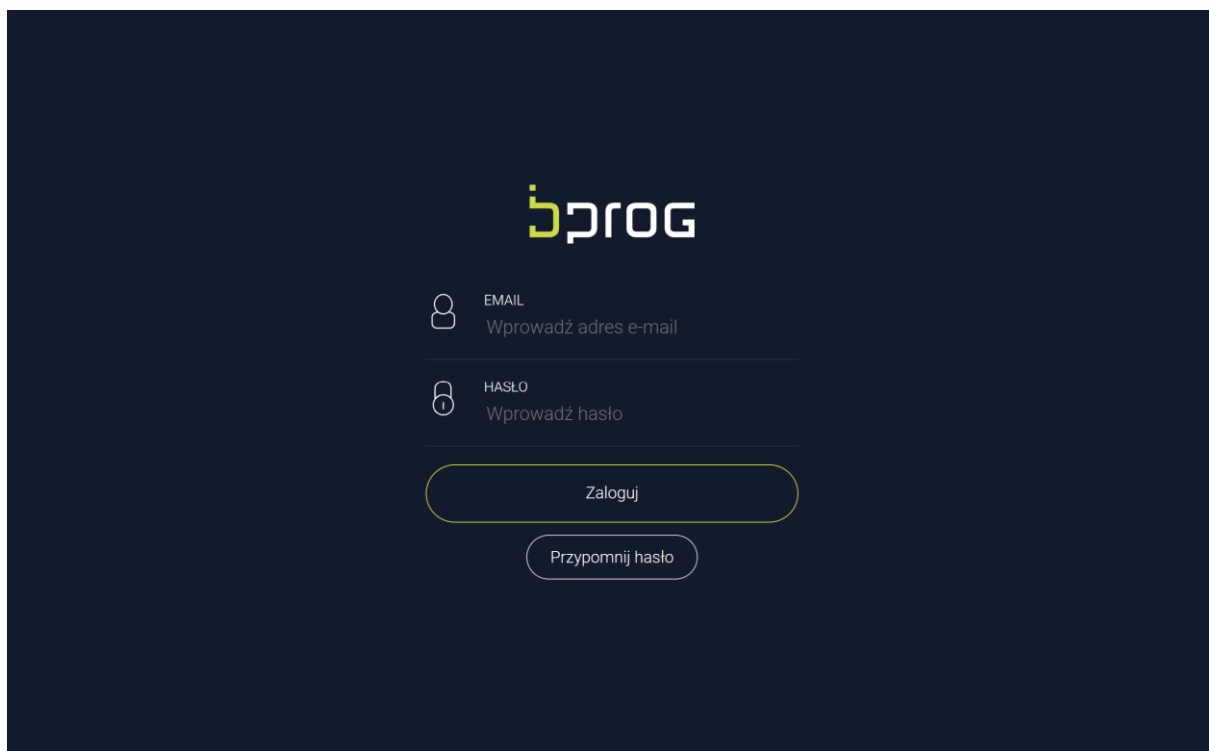 bprog
EMAIL
Wprowadź adres e-mail
HASŁO
Wprowadź hasło
Zaloguj
Przypomnij hasło